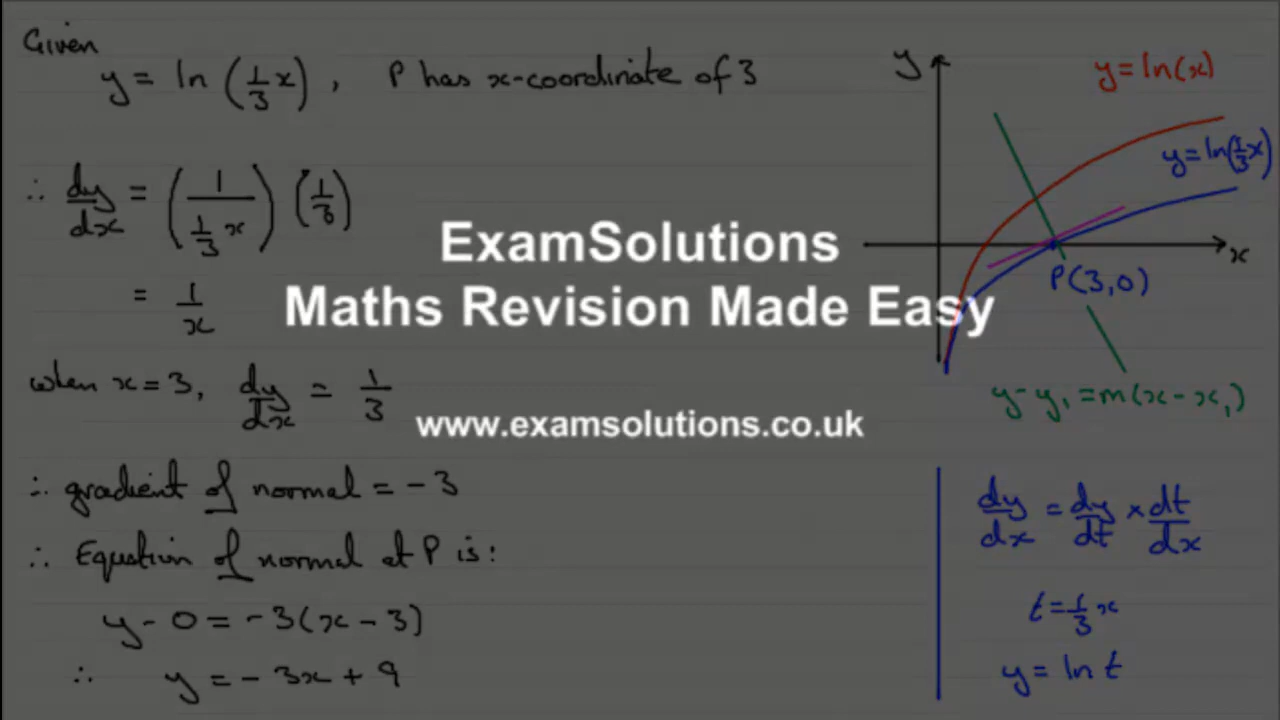 Given
y = ln (1/3 x) , P has x-coordinate of 3
∴ dy/dx = (1/(1/3 x)) (1/3)
= 1/x
when x = 3, dy/dx = 1/3
∴ gradient of normal = -3
∴ Equation of normal at P is:
y - 0 = -3(x - 3)
∴ y = -3x + 9
ExamSolutions
Maths Revision Made Easy
www.examsolutions.co.uk
y
y = ln(x)
y = ln(1/3 x)
x
P(3,0)
y - y₁ = m(x - x₁)
dy/dx = dy/dt × dt/dx
t = 1/3 x
y = ln t